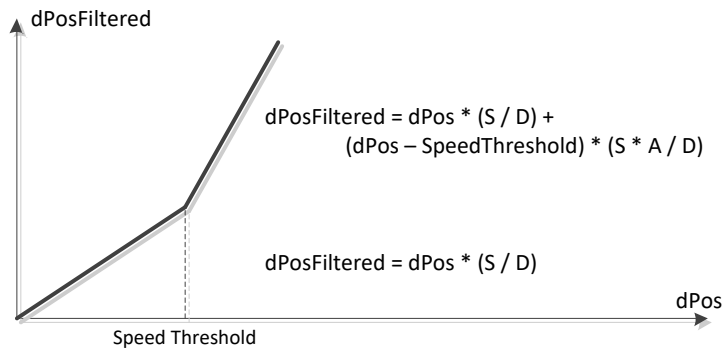 dPosFiltered
dPosFiltered = dPos * (S / D) +
(dPos – SpeedThreshold) * (S * A / D)
dPosFiltered = dPos * (S / D)
dPos
Speed Threshold